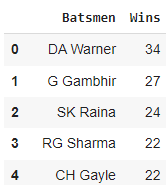 Batsmen Wins
0 DA Warner 34
1 G Gambhir 27
2 SK Raina 24
3 RG Sharma 22
4 CH Gayle 22